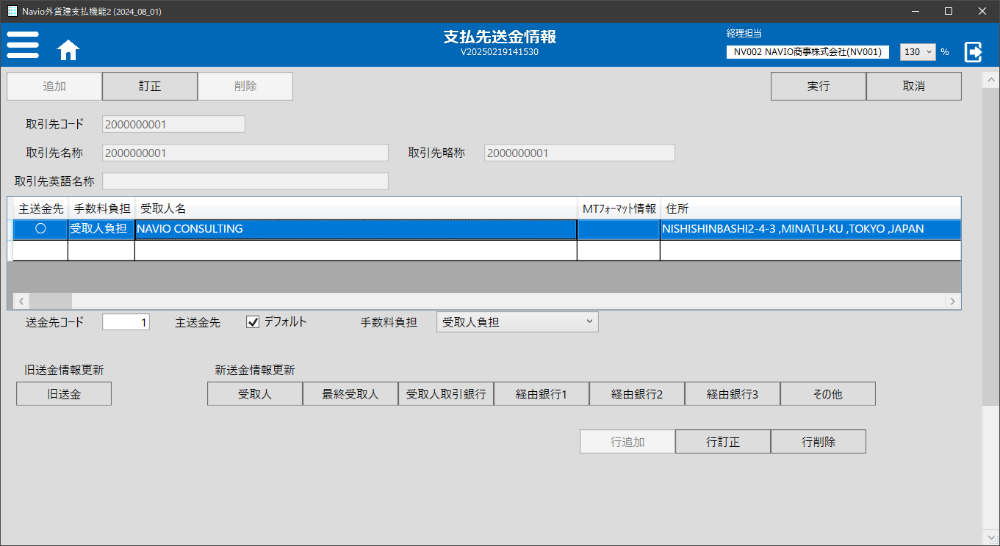 Navio外貨建支払機能2 (2024_08_01)
支払先送金情報
V20250219141530
経理担当
NV002 NAVIO商事株式会社(NV001)
130 %
追加 訂正 削除 実行 取消
取引先コード 2000000001
取引先名称 2000000001 取引先略称 2000000001
取引先英語名称
主送金先 手数料負担 受取人名 MTフォーマット情報 住所
○ 受取人負担 NAVIO CONSULTING NISHISHINBASHI2-4-3 ,MINATU-KU ,TOKYO ,JAPAN
送金先コード 1 主送金先 デフォルト 手数料負担 受取人負担
旧送金情報更新 新送金情報更新
旧送金 受取人 最終受取人 受取人取引銀行 経由銀行1 経由銀行2 経由銀行3 その他
行追加 行訂正 行削除